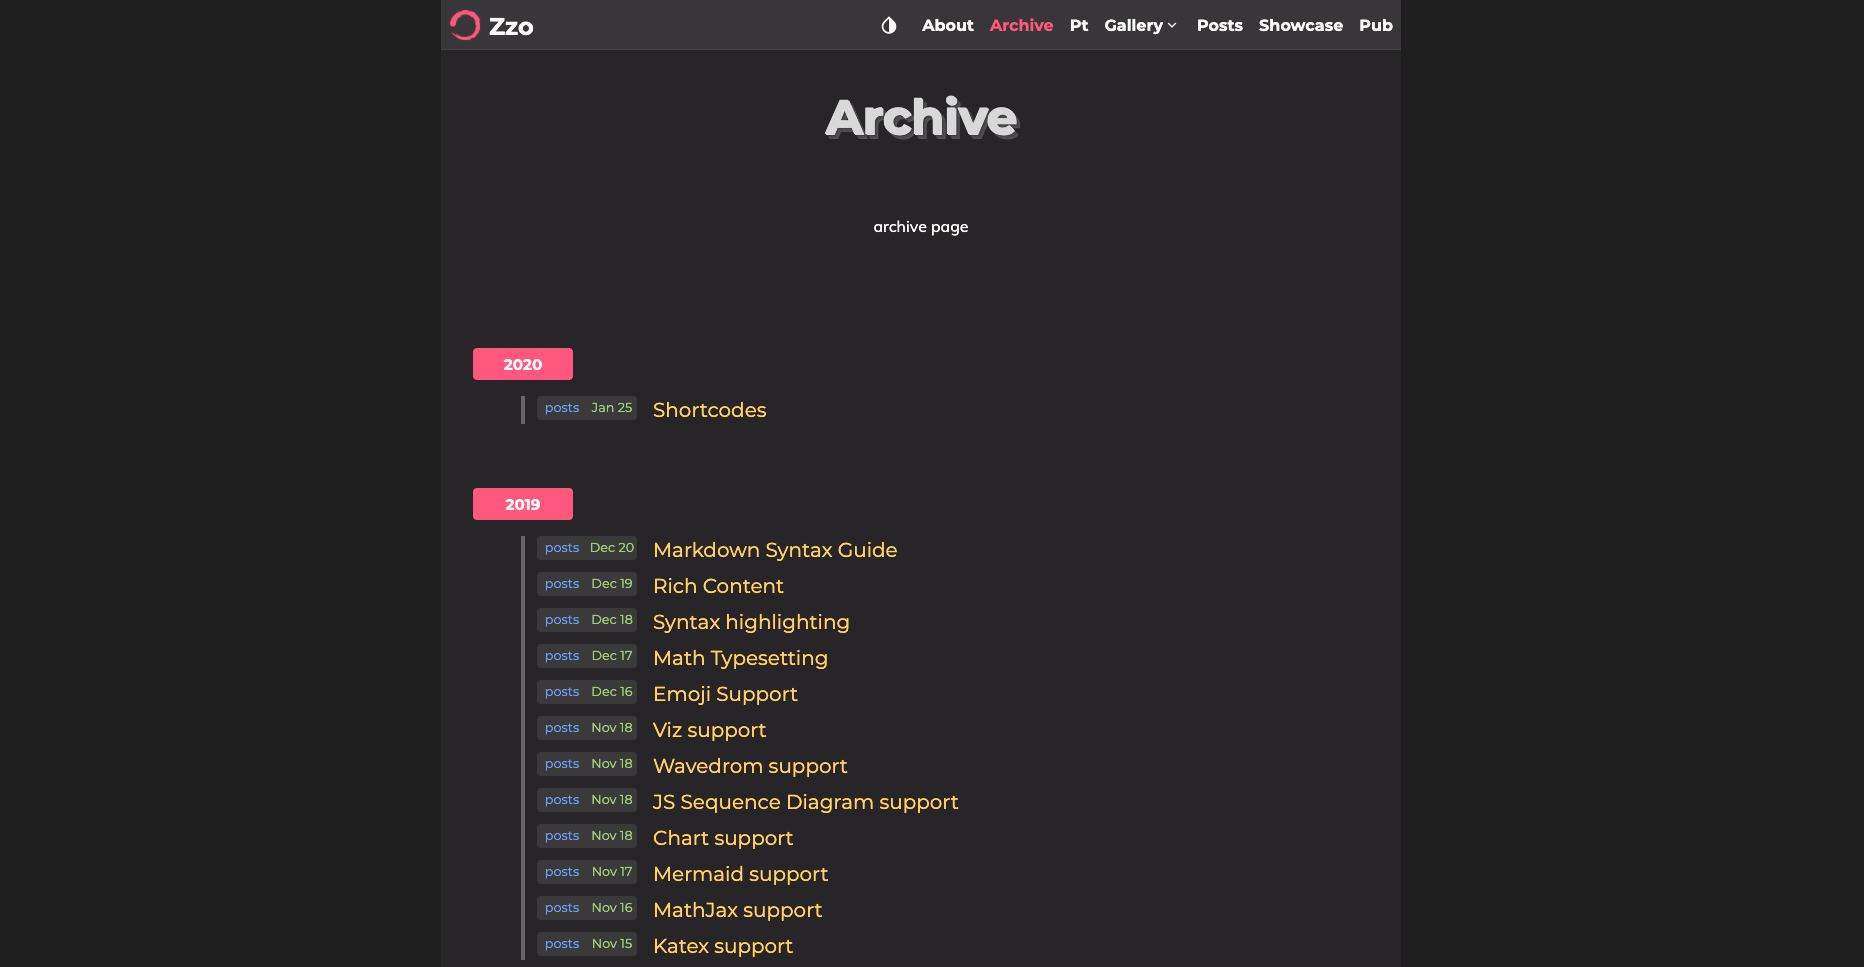 Zzo About Archive Pt Gallery Posts Showcase Pub
Archive
archive page
2020
posts Jan 25 Shortcodes
2019
posts Dec 20 Markdown Syntax Guide
posts Dec 19 Rich Content
posts Dec 18 Syntax highlighting
posts Dec 17 Math Typesetting
posts Dec 16 Emoji Support
posts Nov 18 Viz support
posts Nov 18 Wavedrom support
posts Nov 18 JS Sequence Diagram support
posts Nov 18 Chart support
posts Nov 17 Mermaid support
posts Nov 16 MathJax support
posts Nov 15 Katex support